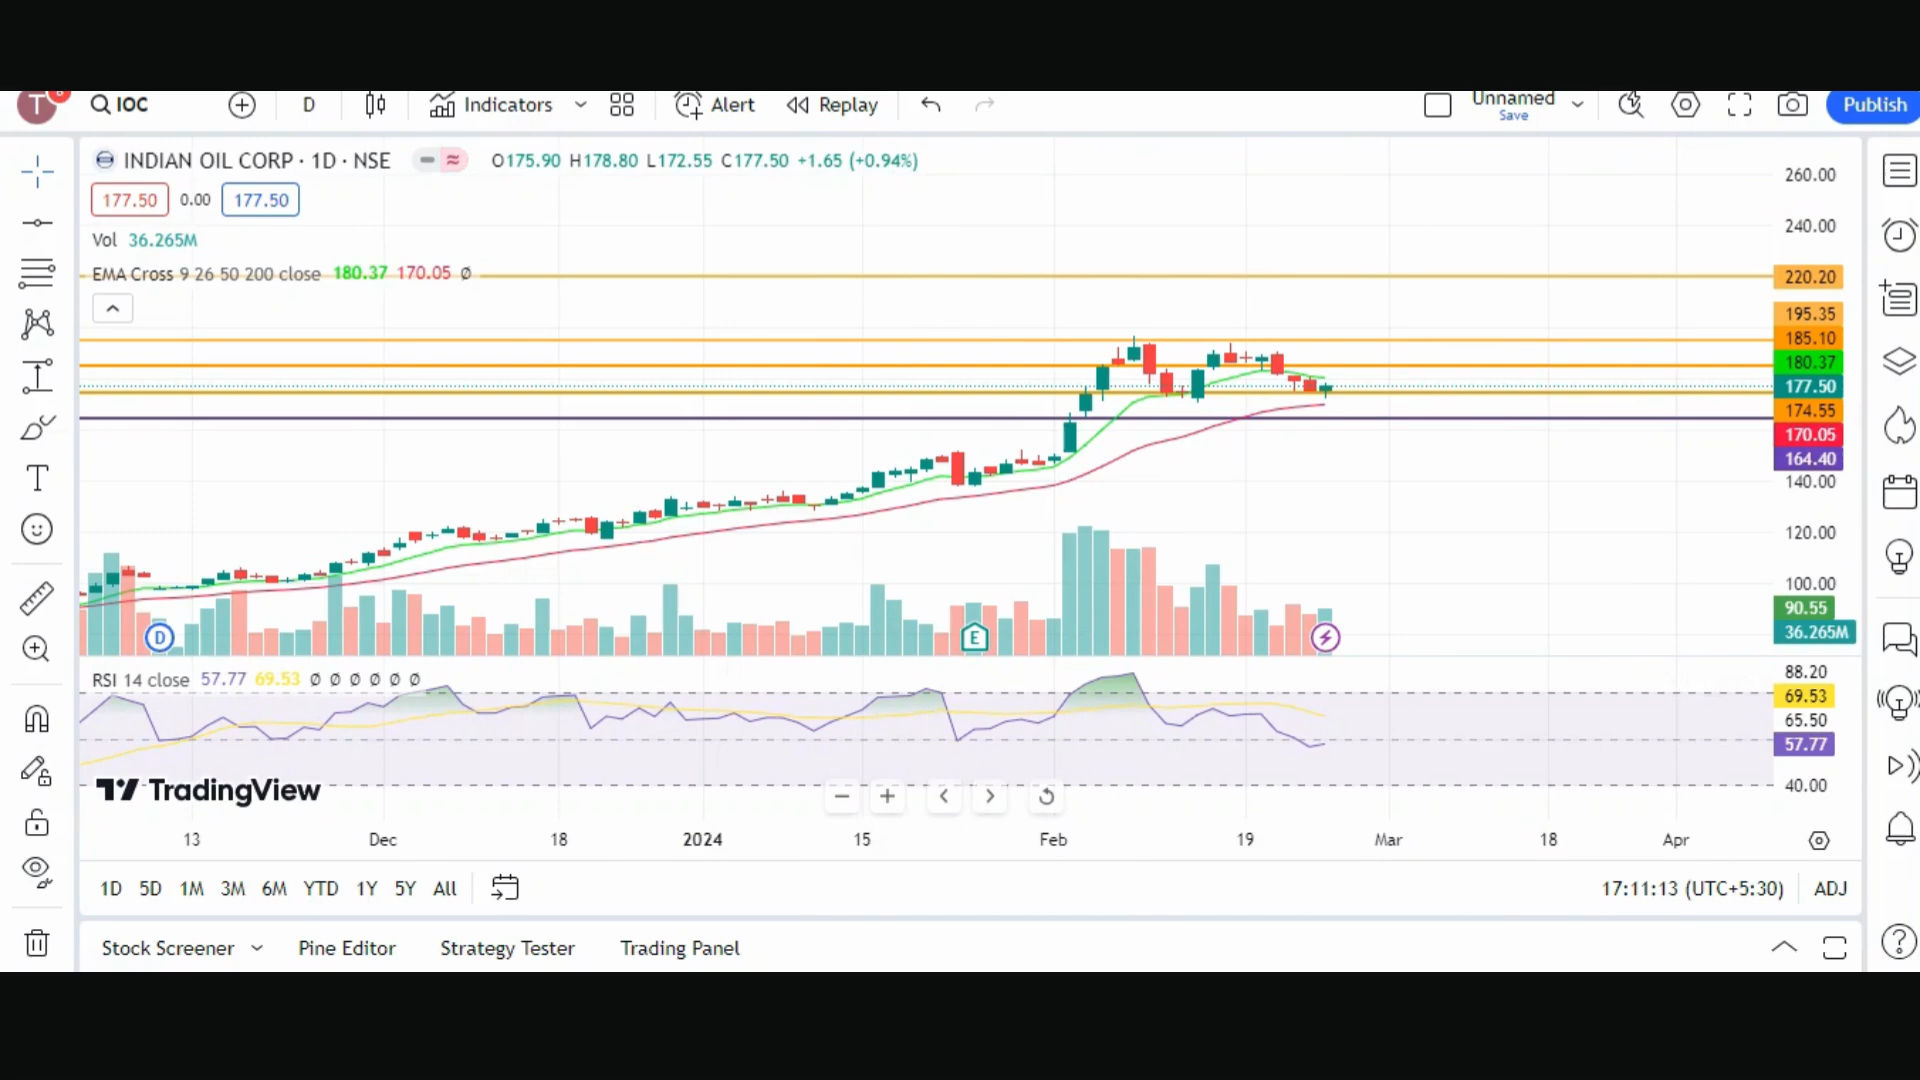 T IOC D Indicators Alert Replay Unnamed Save Publish
INDIAN OIL CORP · 1D · NSE O175.90 H178.80 L172.55 C177.50 +1.65 (+0.94%)
177.50 0.00 177.50
Vol 36.265M
EMA Cross 9 26 50 200 close 180.37 170.05 Ø
260.00
240.00
220.20
195.35
185.10
180.37
177.50
174.55
170.05
164.40
140.00
120.00
100.00
90.55
36.265M
D E
RSI 14 close 57.77 69.53 Ø Ø Ø Ø Ø Ø
88.20
69.53
65.50
57.77
40.00
TradingView
13 Dec 18 2024 15 Feb 19 Mar 18 Apr
1D 5D 1M 3M 6M YTD 1Y 5Y All 17:11:13 (UTC+5:30) ADJ
Stock Screener Pine Editor Strategy Tester Trading Panel